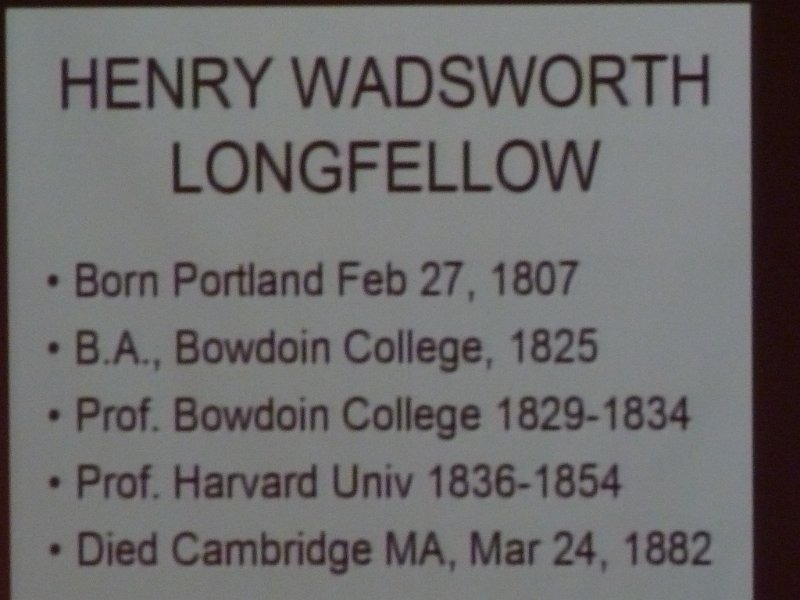 HENRY WADSWORTH
LONGFELLOW
• Born Portland Feb 27, 1807
• B.A., Bowdoin College, 1825
• Prof. Bowdoin College 1829-1834
• Prof. Harvard Univ 1836-1854
• Died Cambridge MA, Mar 24, 1882